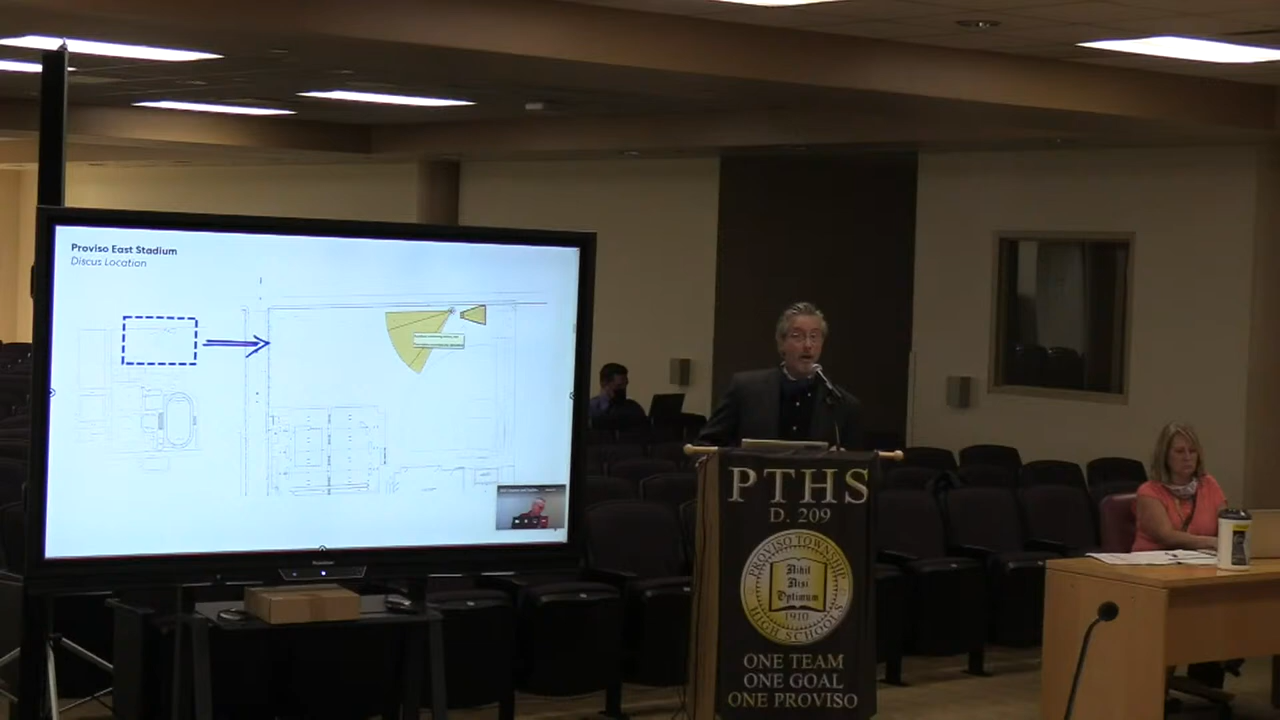 Proviso East Stadium
Discus Location
PTHS
D. 209
PROVISO TOWNSHIP
Nihil
Nisi
Optimum
1910
HIGH SCHOOLS
ONE TEAM
ONE GOAL
ONE PROVISO